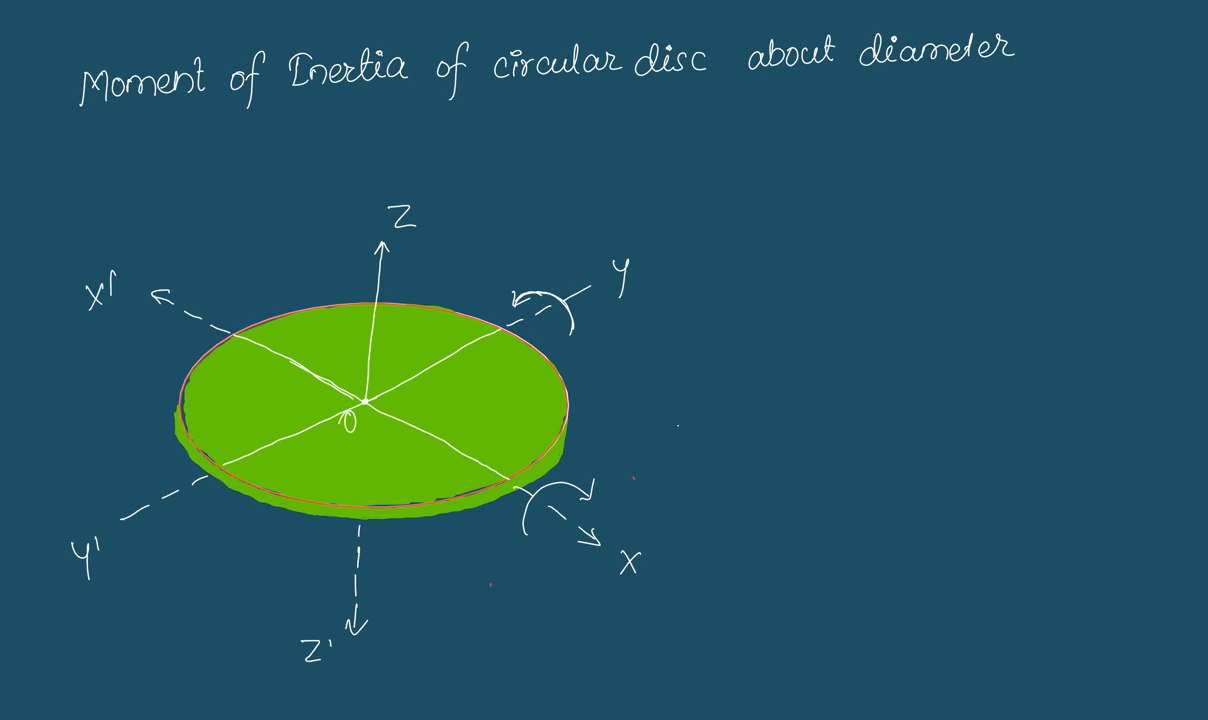 Moment of Inertia of circular disc about diameter
Z
X'
Y
O
Y'
X
Z'